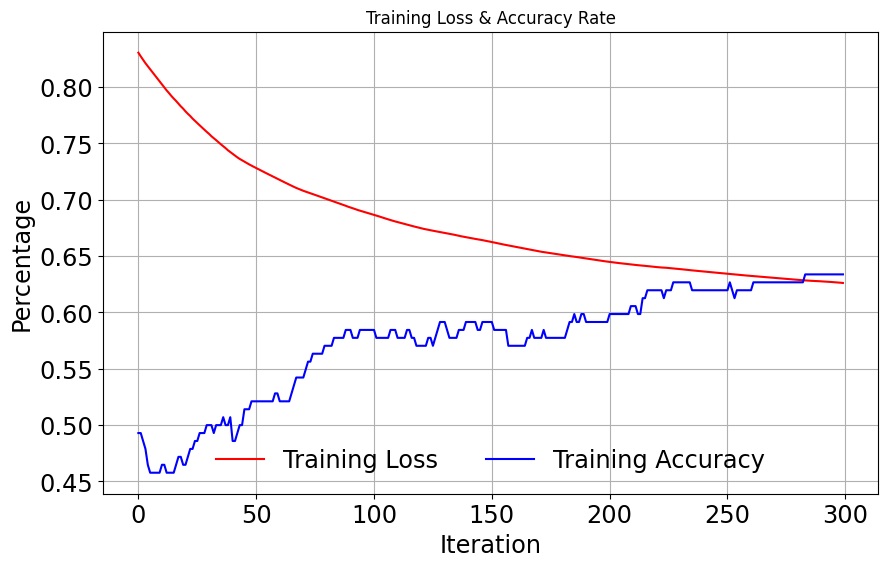 Training Loss & Accuracy Rate
Percentage
0.80
0.75
0.70
0.65
0.60
0.55
0.50
0.45
Training Loss Training Accuracy
0 50 100 150 200 250 300
Iteration